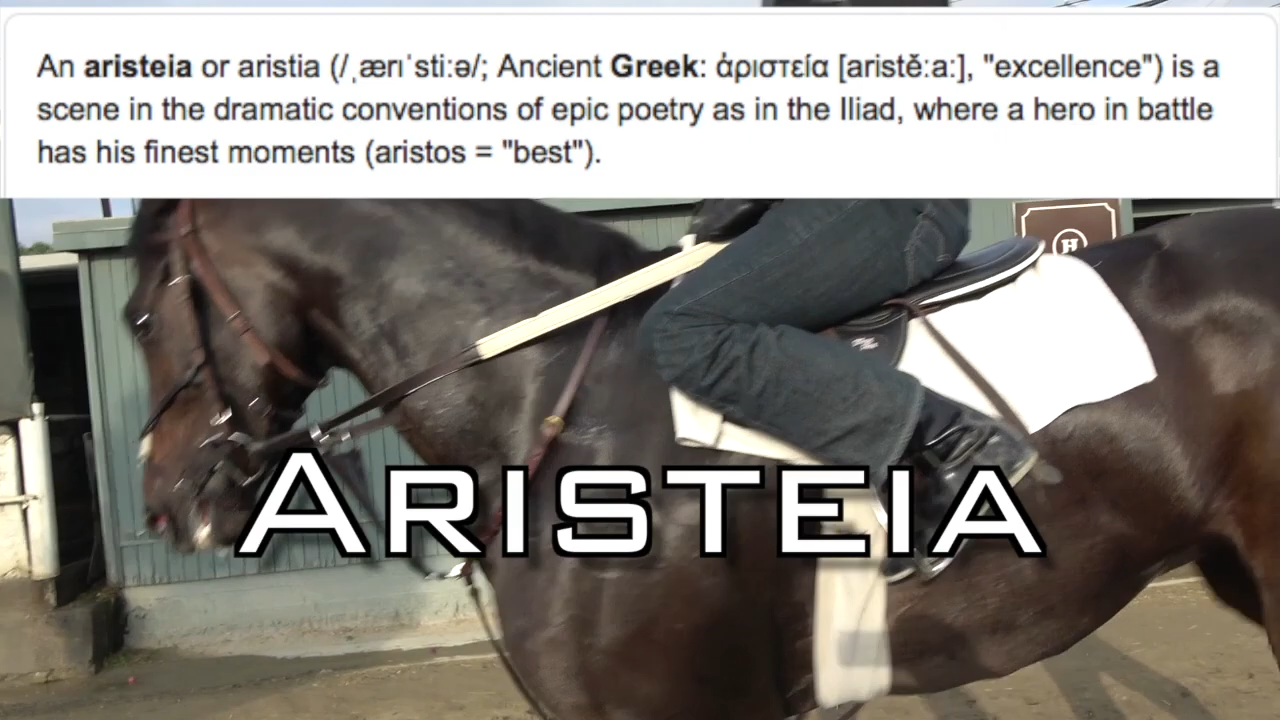 An aristeia or aristia (/ˌærɪˈstiːə/; Ancient Greek: ἀριστεία [aristěːaː], "excellence") is a
scene in the dramatic conventions of epic poetry as in the Iliad, where a hero in battle
has his finest moments (aristos = "best").
H
ARISTEIA